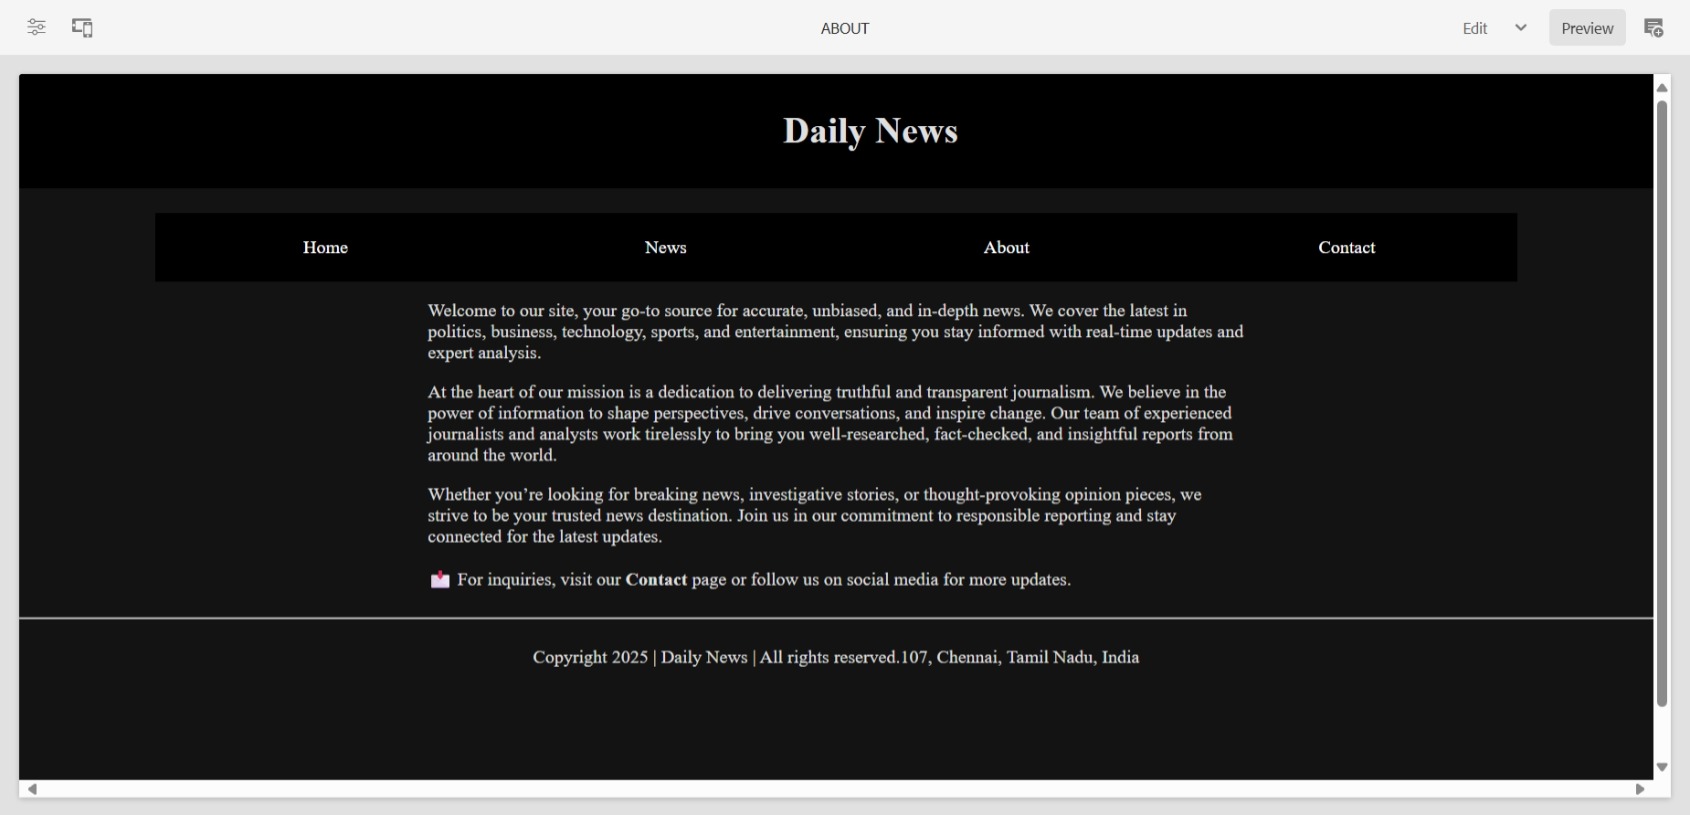 ABOUT
Edit
Preview
Daily News
Home News About Contact
Welcome to our site, your go-to source for accurate, unbiased, and in-depth news. We cover the latest in
politics, business, technology, sports, and entertainment, ensuring you stay informed with real-time updates and
expert analysis.
At the heart of our mission is a dedication to delivering truthful and transparent journalism. We believe in the
power of information to shape perspectives, drive conversations, and inspire change. Our team of experienced
journalists and analysts work tirelessly to bring you well-researched, fact-checked, and insightful reports from
around the world.
Whether you’re looking for breaking news, investigative stories, or thought-provoking opinion pieces, we
strive to be your trusted news destination. Join us in our commitment to responsible reporting and stay
connected for the latest updates.
For inquiries, visit our Contact page or follow us on social media for more updates.
Copyright 2025 | Daily News | All rights reserved.107, Chennai, Tamil Nadu, India